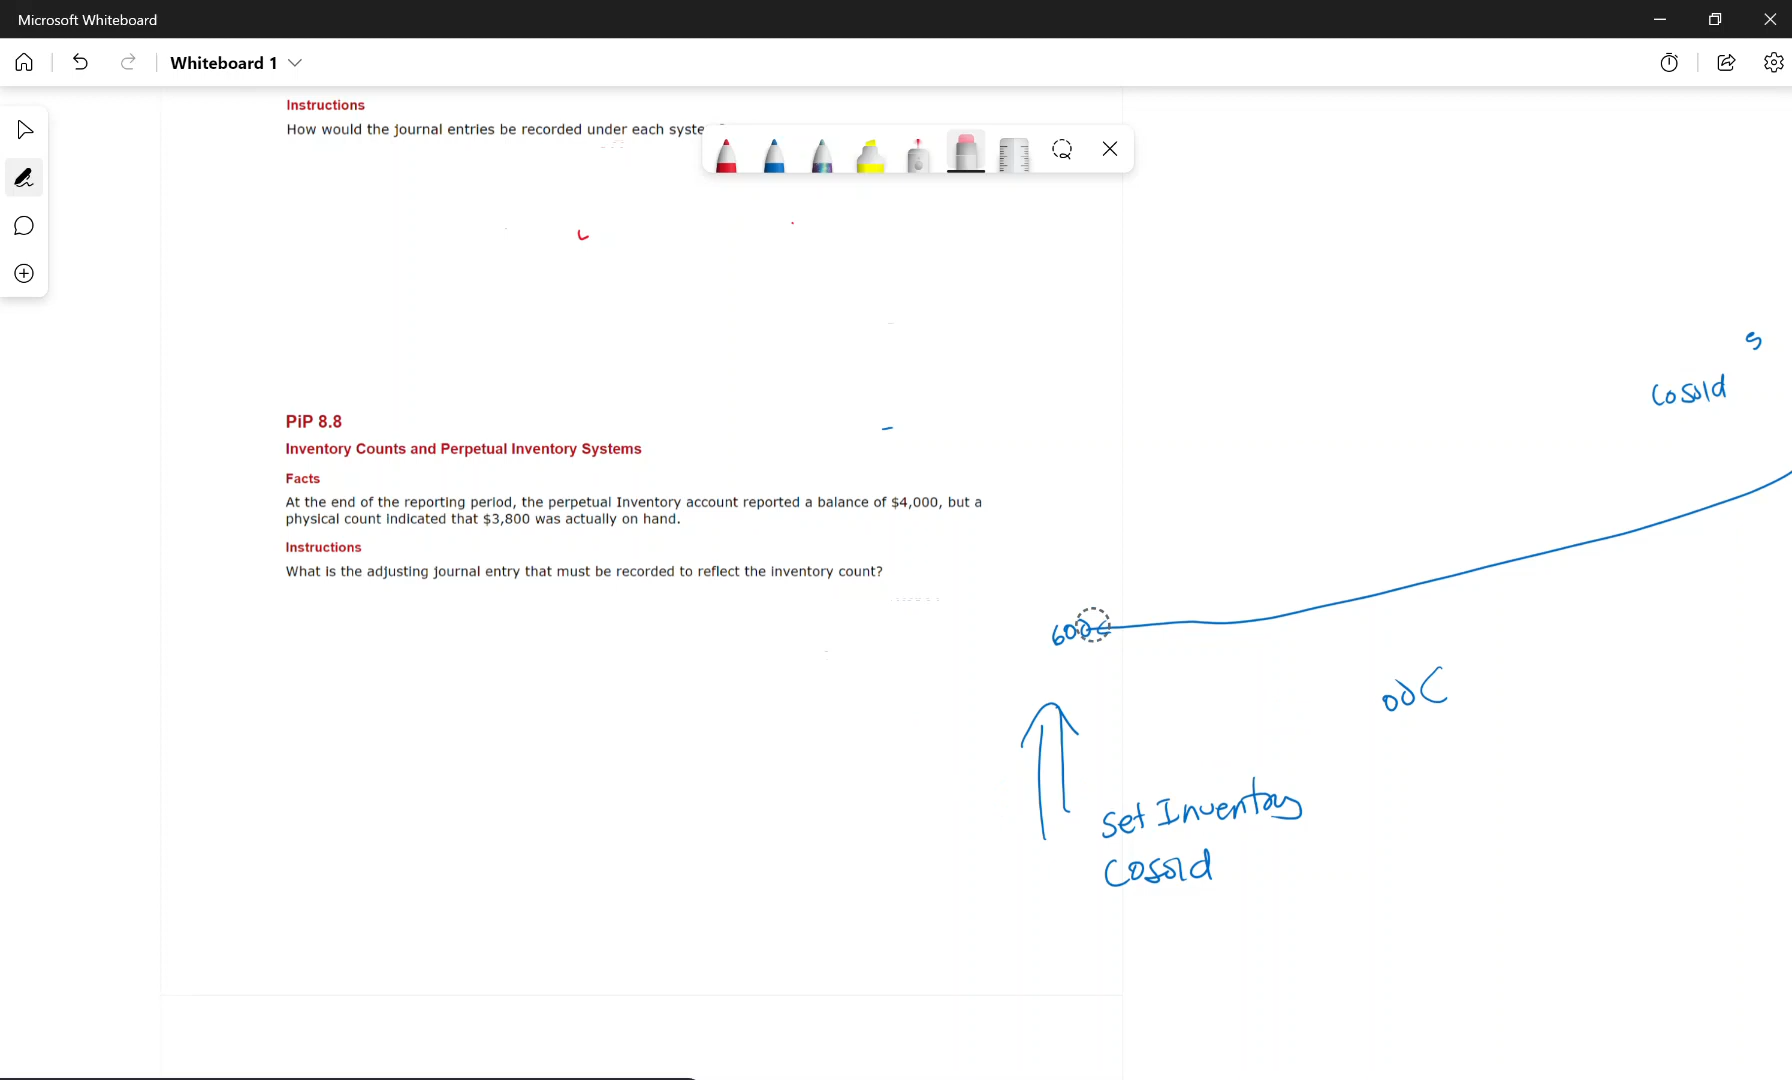 Microsoft Whiteboard
Whiteboard 1
Instructions
How would the journal entries be recorded under each syste
s
Cosold
PiP 8.8
Inventory Counts and Perpetual Inventory Systems
Facts
At the end of the reporting period, the perpetual Inventory account reported a balance of $4,000, but a
physical count indicated that $3,800 was actually on hand.
Instructions
What is the adjusting journal entry that must be recorded to reflect the inventory count?
Set Inventory
Cosold